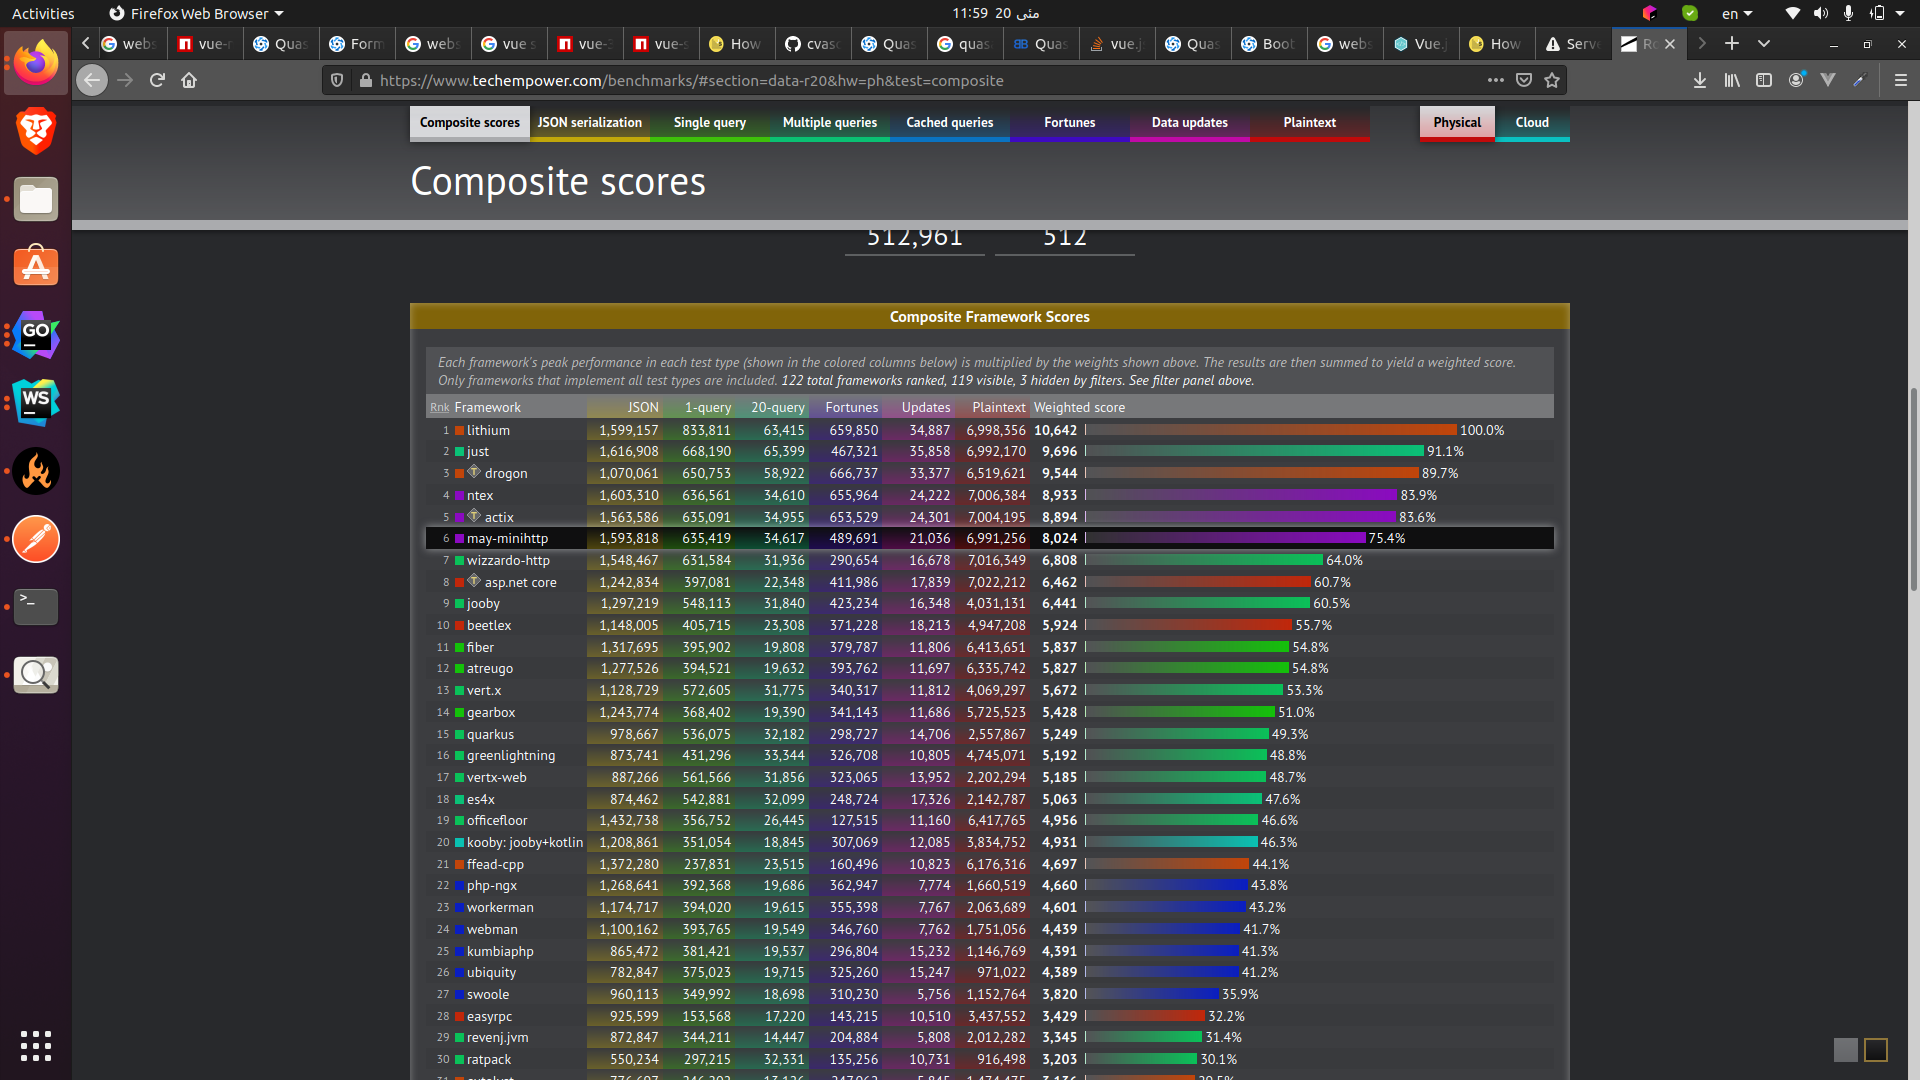 Activities Firefox Web Browser 11:59 20 مئی en
webs vue-r Quas Form webs vue s vue-3 vue-s How cvasc Quas quas Quas vue.j Quas Boot webs Vue.j How Serve
https://www.techempower.com/benchmarks/#section=data-r20&hw=ph&test=composite
Composite scores JSON serialization Single query Multiple queries Cached queries Fortunes Data updates Plaintext Physical Cloud
Composite scores
512,961 512
Composite Framework Scores
Each framework's peak performance in each test type (shown in the colored columns below) is multiplied by the weights shown above. The results are then summed to yield a weighted score.
Only frameworks that implement all test types are included. 122 total frameworks ranked, 119 visible, 3 hidden by filters. See filter panel above.
Rnk Framework JSON 1-query 20-query Fortunes Updates Plaintext Weighted score
1 lithium 1,599,157 833,811 63,415 659,850 34,887 6,998,356 10,642 100.0%
2 just 1,616,908 668,190 65,399 467,321 35,858 6,992,170 9,696 91.1%
3 T drogon 1,070,061 650,753 58,922 666,737 33,377 6,519,621 9,544 89.7%
4 ntex 1,603,310 636,561 34,610 655,964 24,222 7,006,384 8,933 83.9%
5 T actix 1,563,586 635,091 34,955 653,529 24,301 7,004,195 8,894 83.6%
6 may-minihttp 1,593,818 635,419 34,617 489,691 21,036 6,991,256 8,024 75.4%
7 wizzardo-http 1,548,467 631,584 31,936 290,654 16,678 7,016,349 6,808 64.0%
8 T asp.net core 1,242,834 397,081 22,348 411,986 17,839 7,022,212 6,462 60.7%
9 jooby 1,297,219 548,113 31,840 423,234 16,348 4,031,131 6,441 60.5%
10 beetlex 1,148,005 405,715 23,308 371,228 18,213 4,947,208 5,924 55.7%
11 fiber 1,317,695 395,902 19,808 379,787 11,806 6,413,651 5,837 54.8%
12 atreugo 1,277,526 394,521 19,632 393,762 11,697 6,335,742 5,827 54.8%
13 vert.x 1,128,729 572,605 31,775 340,317 11,812 4,069,297 5,672 53.3%
14 gearbox 1,243,774 368,402 19,390 341,143 11,686 5,725,523 5,428 51.0%
15 quarkus 978,667 536,075 32,182 298,727 14,706 2,557,867 5,249 49.3%
16 greenlightning 873,741 431,296 33,344 326,708 10,805 4,745,071 5,192 48.8%
17 vertx-web 887,266 561,566 31,856 323,065 13,952 2,202,294 5,185 48.7%
18 es4x 874,462 542,881 32,099 248,724 17,326 2,142,787 5,063 47.6%
19 officefloor 1,432,738 356,752 26,445 127,515 11,160 6,417,765 4,956 46.6%
20 kooby: jooby+kotlin 1,208,861 351,054 18,845 307,069 12,085 3,834,752 4,931 46.3%
21 ffead-cpp 1,372,280 237,831 23,515 160,496 10,823 6,176,316 4,697 44.1%
22 php-ngx 1,268,641 392,368 19,686 362,947 7,774 1,660,519 4,660 43.8%
23 workerman 1,174,717 394,020 19,615 355,398 7,767 2,063,689 4,601 43.2%
24 webman 1,100,162 393,765 19,549 346,760 7,762 1,751,056 4,439 41.7%
25 kumbiaphp 865,472 381,421 19,537 296,804 15,232 1,146,769 4,391 41.3%
26 ubiquity 782,847 375,023 19,715 325,260 15,247 971,022 4,389 41.2%
27 swoole 960,113 349,992 18,698 310,230 5,756 1,152,764 3,820 35.9%
28 easyrpc 925,599 153,568 17,220 143,215 10,510 3,437,552 3,429 32.2%
29 revenj.jvm 872,847 344,211 14,447 204,884 5,808 2,012,282 3,345 31.4%
30 ratpack 550,234 297,215 32,331 135,256 10,731 916,498 3,203 30.1%